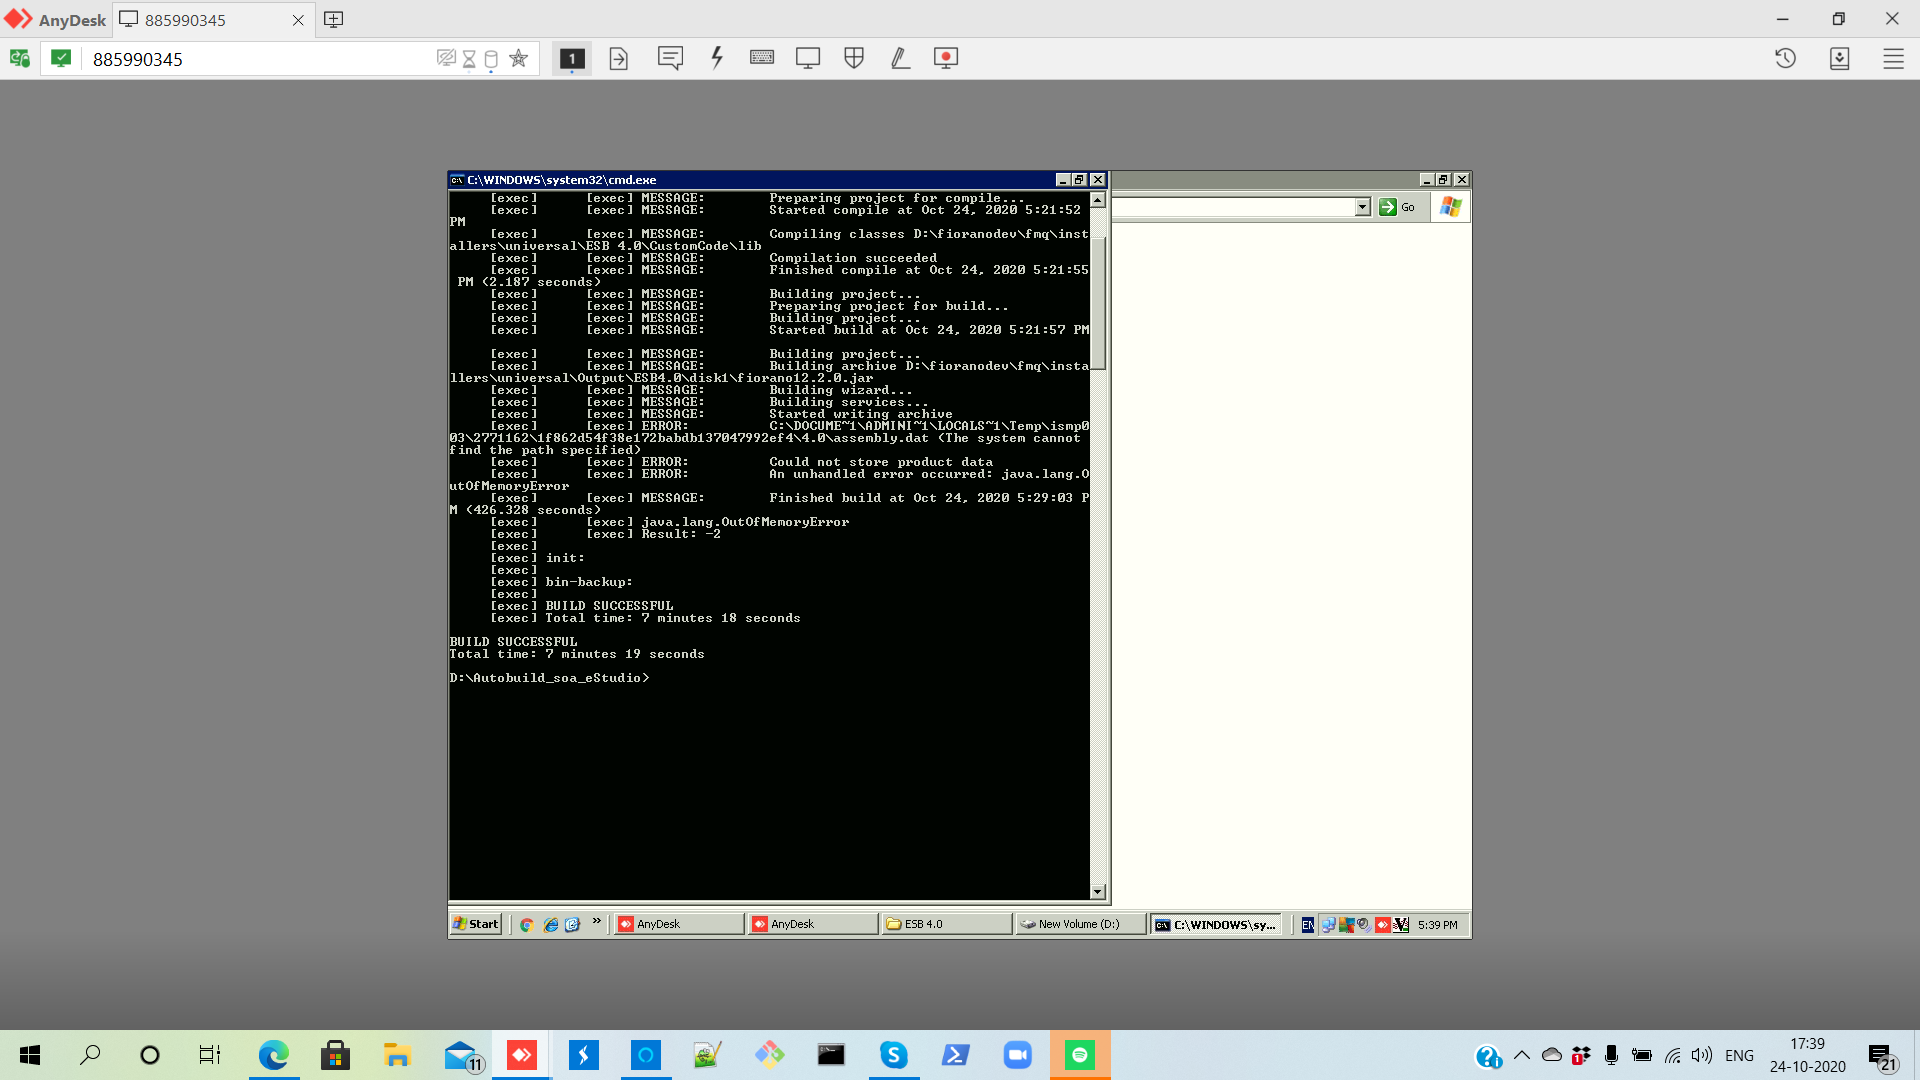 AnyDesk
885990345
885990345
1
C:\WINDOWS\system32\cmd.exe
[exec] [exec] MESSAGE: Preparing project for compile...
[exec] [exec] MESSAGE: Started compile at Oct 24, 2020 5:21:52
PM
[exec] [exec] MESSAGE: Compiling classes D:\fioranodev\fmq\inst
allers\universal\ESB 4.0\CustomCode\lib
[exec] [exec] MESSAGE: Compilation succeeded
[exec] [exec] MESSAGE: Finished compile at Oct 24, 2020 5:21:55
PM (2.187 seconds)
[exec] [exec] MESSAGE: Building project...
[exec] [exec] MESSAGE: Preparing project for build...
[exec] [exec] MESSAGE: Building project...
[exec] [exec] MESSAGE: Started build at Oct 24, 2020 5:21:57 PM
[exec] [exec] MESSAGE: Building project...
[exec] [exec] MESSAGE: Building archive D:\fioranodev\fmq\insta
llers\universal\Output\ESB4.0\disk1\fiorano12.2.0.jar
[exec] [exec] MESSAGE: Building wizard...
[exec] [exec] MESSAGE: Building services...
[exec] [exec] MESSAGE: Started writing archive
[exec] [exec] ERROR: C:\DOCUME~1\ADMINI~1\LOCALS~1\Temp\ismp0
03\2771162\1f862d54f38e172babdb137047992ef4\4.0\assembly.dat (The system cannot
find the path specified)
[exec] [exec] ERROR: Could not store product data
[exec] [exec] ERROR: An unhandled error occurred: java.lang.O
utOfMemoryError
[exec] [exec] MESSAGE: Finished build at Oct 24, 2020 5:29:03 P
M (426.328 seconds)
[exec] [exec] java.lang.OutOfMemoryError
[exec] [exec] Result: -2
[exec]
[exec] init:
[exec]
[exec] bin-backup:
[exec]
[exec] BUILD SUCCESSFUL
[exec] Total time: 7 minutes 18 seconds
BUILD SUCCESSFUL
Total time: 7 minutes 19 seconds
D:\Autobuild_soa_eStudio>
Go
Start
»
AnyDesk
AnyDesk
ESB 4.0
New Volume (D:)
C:\WINDOWS\sy...
EN
5:39 PM
11
1
ENG
17:39
24-10-2020
21